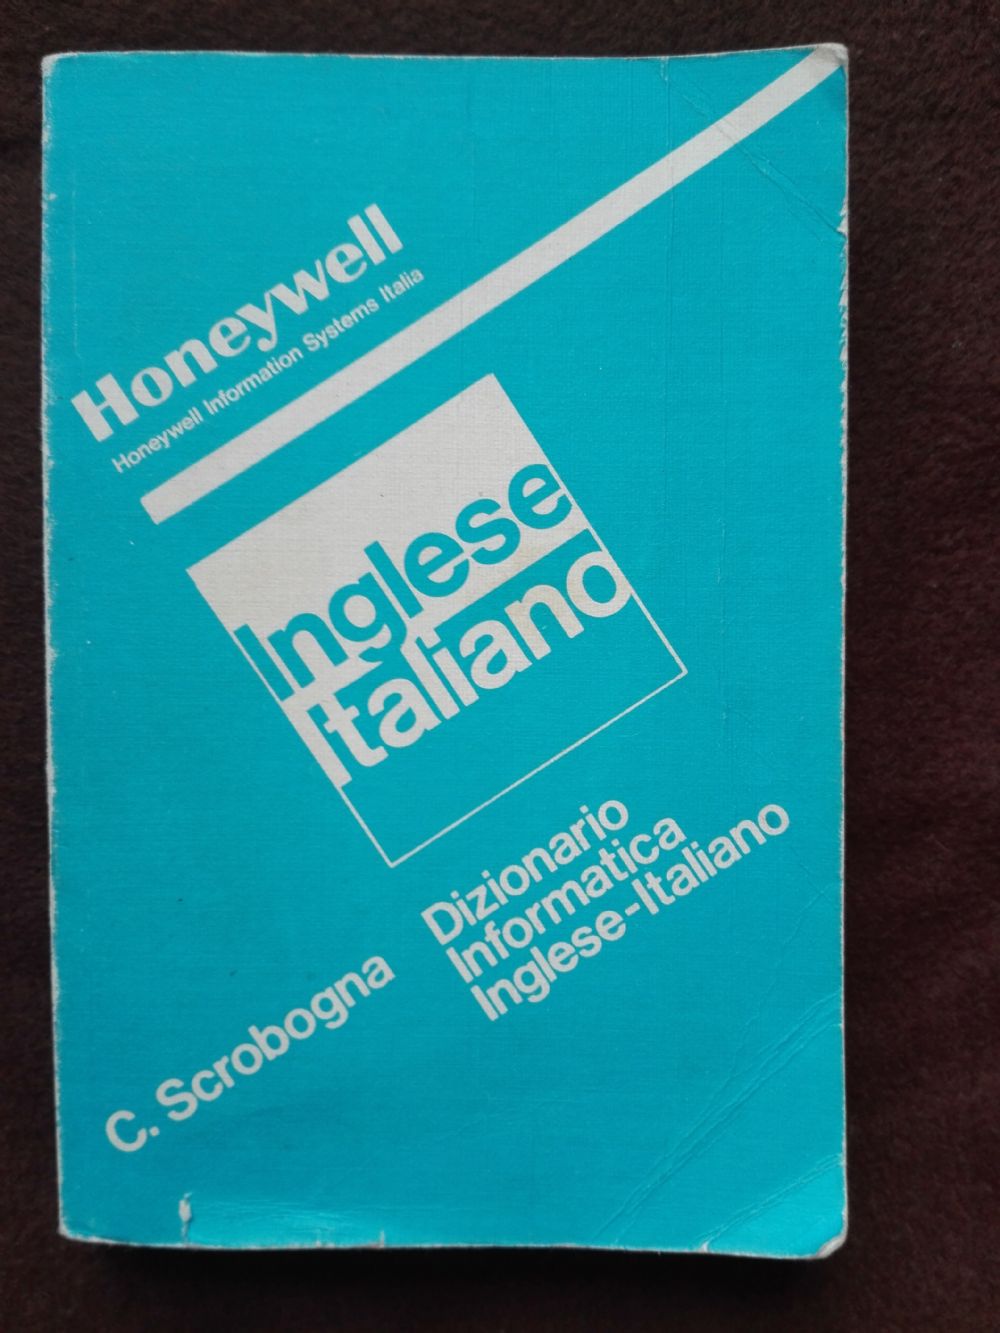 Honeywell
Honeywell Information Systems Italia
Inglese
Italiano
Dizionario
Informatica
Inglese-Italiano
C. Scrobogna